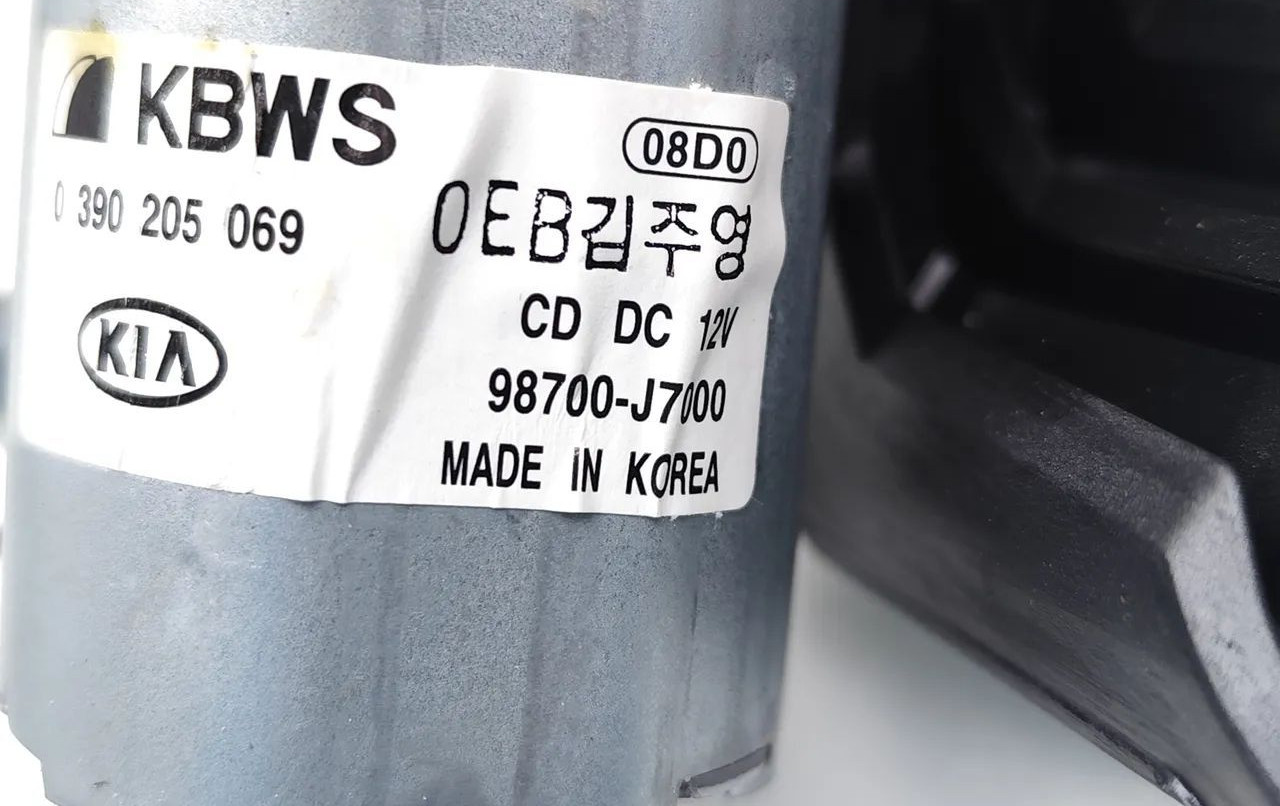 KBWS
08D0
0 390 205 069
0EB김주영
KIA
CD DC 12V
98700-J7000
MADE IN KOREA